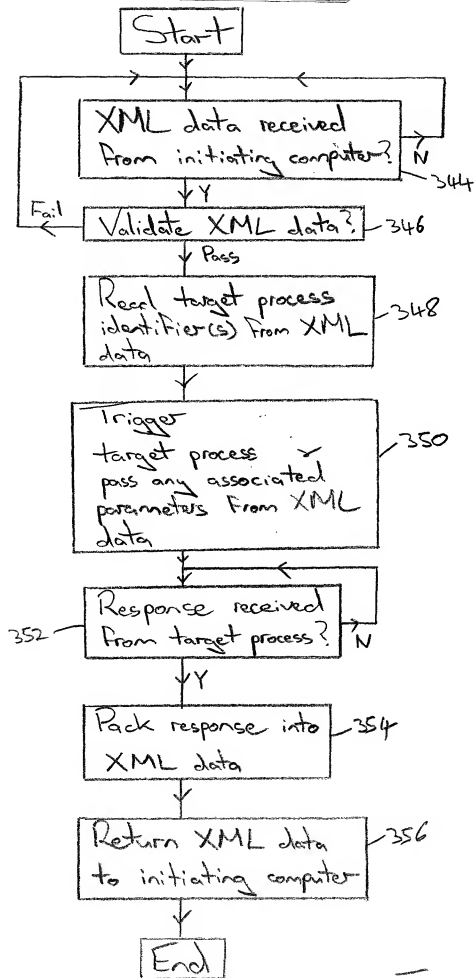 Start
XML data received
from initiating computer?
N
344
Y
Fail
Validate XML data?
346
Pass
Read target process
identifier(s) from XML
data
348
Trigger
target process
pass any associated
parameters from XML
data
350
Response received
from target process?
352
N
Y
Pack response into
XML data
354
Return XML data
to initiating computer
356
End